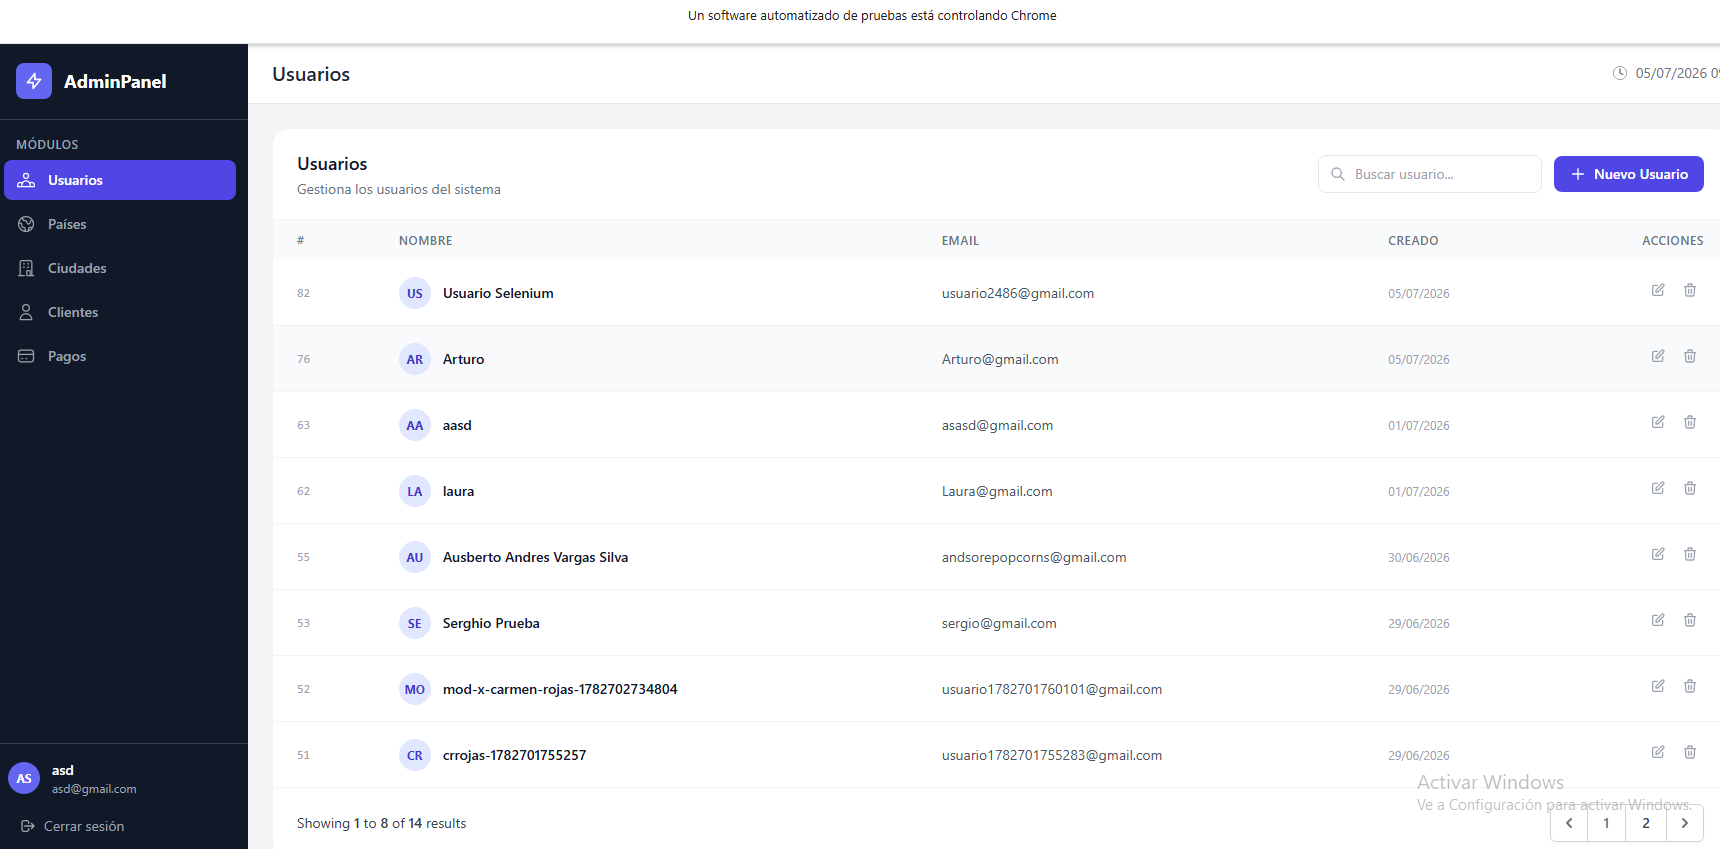 Un software automatizado de pruebas está controlando Chrome
AdminPanel
MÓDULOS
Usuarios
Países
Ciudades
Clientes
Pagos
asd
AS
asd@gmail.com
Cerrar sesión
Usuarios
05/07/2026
Usuarios
Gestiona los usuarios del sistema
Buscar usuario...
Nuevo Usuario
# NOMBRE EMAIL CREADO ACCIONES
82 US Usuario Selenium usuario2486@gmail.com 05/07/2026
76 AR Arturo Arturo@gmail.com 05/07/2026
63 AA aasd asasd@gmail.com 01/07/2026
62 LA laura Laura@gmail.com 01/07/2026
55 AU Ausberto Andres Vargas Silva andsorepopcorns@gmail.com 30/06/2026
53 SE Serghio Prueba sergio@gmail.com 29/06/2026
52 MO mod-x-carmen-rojas-1782702734804 usuario1782701760101@gmail.com 29/06/2026
51 CR crrojas-1782701755257 usuario1782701755283@gmail.com 29/06/2026
Activar Windows
Ve a Configuración para activar Windows.
Showing 1 to 8 of 14 results
1 2